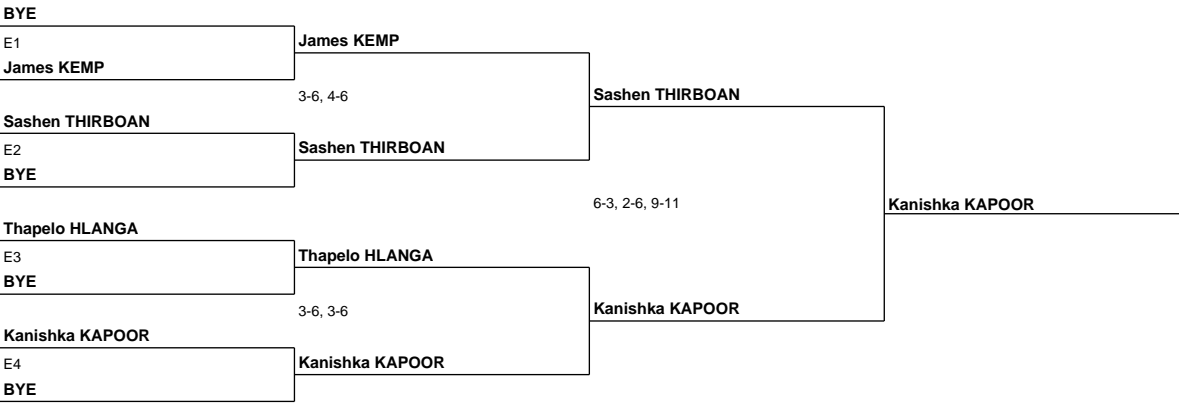 BYE
E1
James KEMP
James KEMP
3-6, 4-6
Sashen THIRBOAN
Sashen THIRBOAN
E2
Sashen THIRBOAN
BYE
6-3, 2-6, 9-11
Kanishka KAPOOR
Thapelo HLANGA
E3
Thapelo HLANGA
BYE
3-6, 3-6
Kanishka KAPOOR
Kanishka KAPOOR
E4
Kanishka KAPOOR
BYE